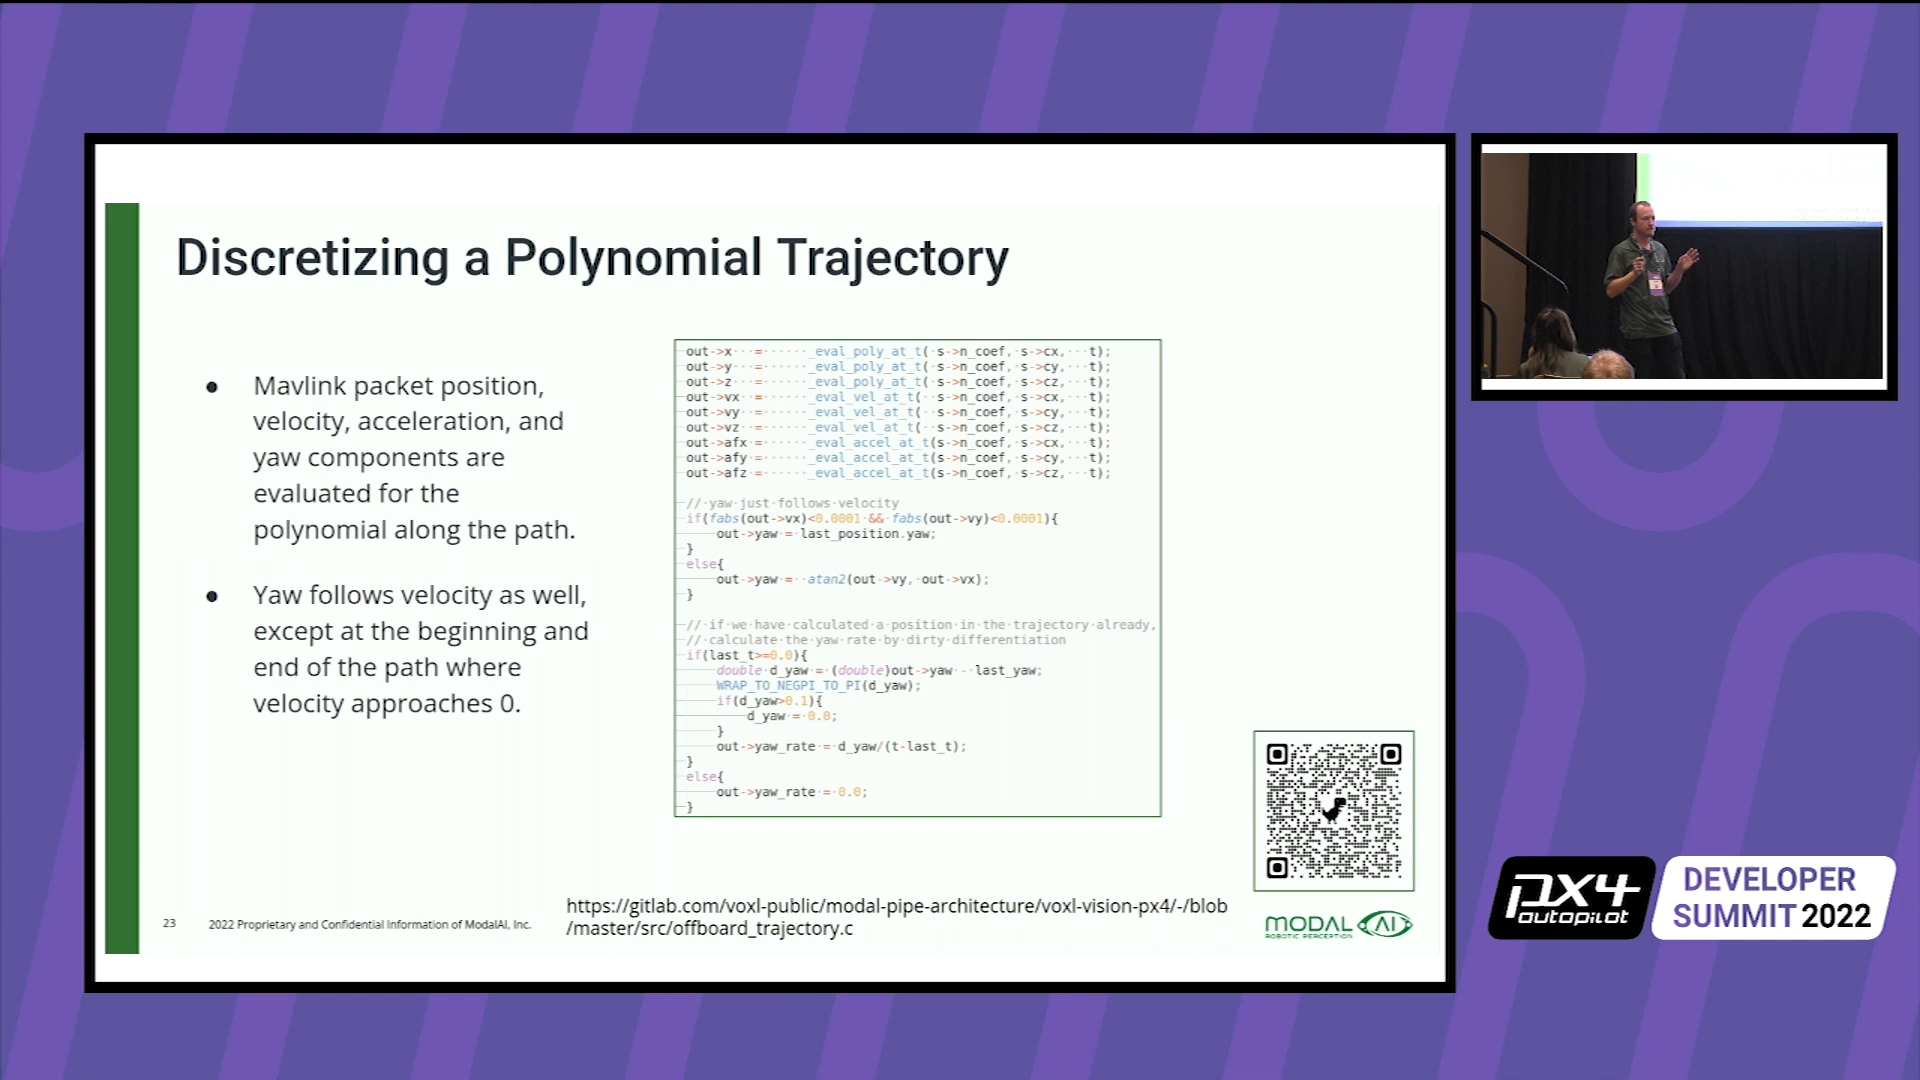 Discretizing a Polynomial Trajectory
● Mavlink packet position,
velocity, acceleration, and
yaw components are
evaluated for the
polynomial along the path.
● Yaw follows velocity as well,
except at the beginning and
end of the path where
velocity approaches 0.
out->x = _eval_poly_at_t( s->n_coef, s->cx, t);
out->y = _eval_poly_at_t( s->n_coef, s->cy, t);
out->z = _eval_poly_at_t( s->n_coef, s->cz, t);
out->vx = _eval_vel_at_t( s->n_coef, s->cx, t);
out->vy = _eval_vel_at_t( s->n_coef, s->cy, t);
out->vz = _eval_vel_at_t( s->n_coef, s->cz, t);
out->afx = _eval_accel_at_t(s->n_coef, s->cx, t);
out->afy = _eval_accel_at_t(s->n_coef, s->cy, t);
out->afz = _eval_accel_at_t(s->n_coef, s->cz, t);
// yaw just follows velocity
if(fabs(out->vx)<0.0001 && fabs(out->vy)<0.0001){
out->yaw = last_position.yaw;
}
else{
out->yaw = atan2(out->vy, out->vx);
}
// if we have calculated a position in the trajectory already,
// calculate the yaw rate by dirty differentiation
if(last_t>=0.0){
double d_yaw = (double)out->yaw - last_yaw;
WRAP_TO_NEGPI_TO_PI(d_yaw);
if(d_yaw>0.1){
d_yaw = 0.0;
}
out->yaw_rate = d_yaw/(t-last_t);
}
else{
out->yaw_rate = 0.0;
}
23
2022 Proprietary and Confidential Information of ModalAI, Inc.
https://gitlab.com/voxl-public/modal-pipe-architecture/voxl-vision-px4/-/blob
/master/src/offboard_trajectory.c
MODAL AI
ROBOTIC PERCEPTION
px4
autopilot
DEVELOPER
SUMMIT 2022